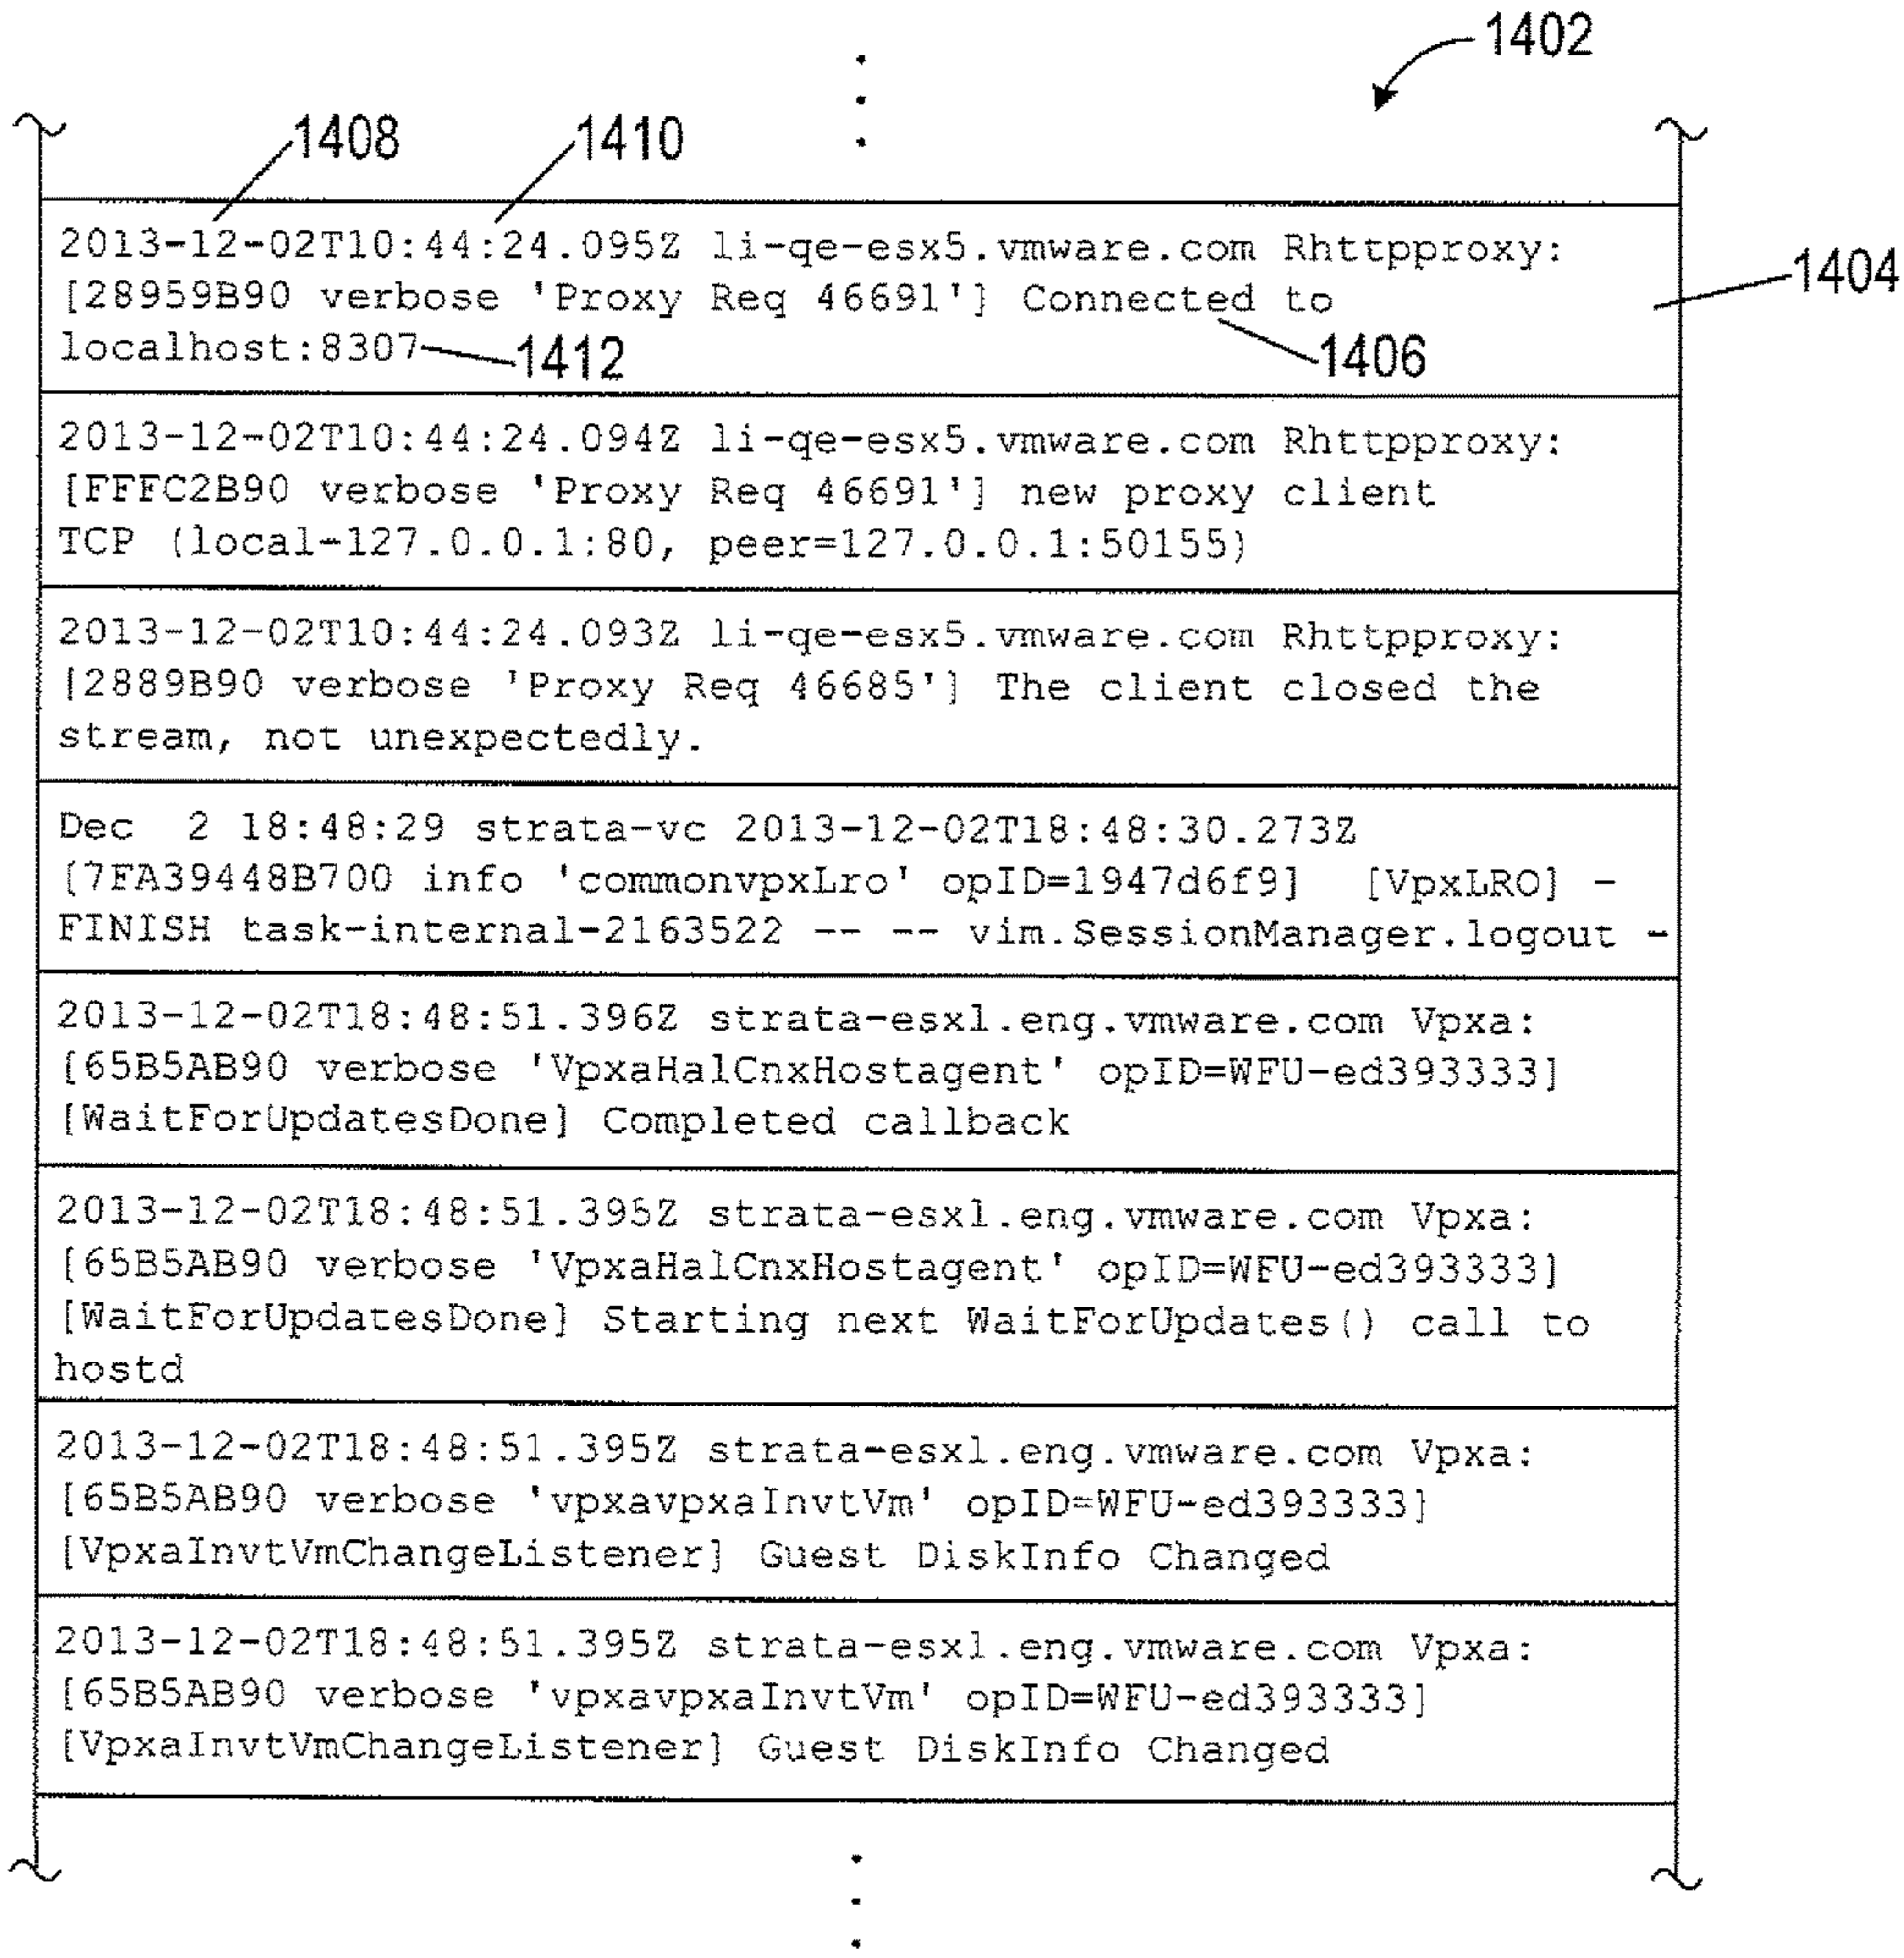 1402
1408 1410
2013-12-02T10:44:24.095Z li-qe-esx5.vmware.com Rhttpproxy:
[28959B90 verbose 'Proxy Req 46691'] Connected to
1404
localhost:8307 1412 1406
2013-12-02T10:44:24.094Z li-qe-esx5.vmware.com Rhttpproxy:
[FFFC2B90 verbose 'Proxy Req 46691'] new proxy client
TCP (local-127.0.0.1:80, peer=127.0.0.1:50155)
2013-12-02T10:44:24.093Z li-qe-esx5.vmware.com Rhttpproxy:
[2889B90 verbose 'Proxy Req 46685'] The client closed the
stream, not unexpectedly.
Dec  2 18:48:29 strata-vc 2013-12-02T18:48:30.273Z
[7FA39448B700 info 'commonvpxLro' opID=1947d6f9]  [VpxLRO] -
FINISH task-internal-2163522 -- -- vim.SessionManager.logout -
2013-12-02T18:48:51.396Z strata-esxl.eng.vmware.com Vpxa:
[65B5AB90 verbose 'VpxaHalCnxHostagent' opID=WFU-ed393333]
[WaitForUpdatesDone] Completed callback
2013-12-02T18:48:51.395Z strata-esxl.eng.vmware.com Vpxa:
[65B5AB90 verbose 'VpxaHalCnxHostagent' opID=WFU-ed393333]
[WaitForUpdatesDone] Starting next WaitForUpdates() call to
hostd
2013-12-02T18:48:51.395Z strata-esxl.eng.vmware.com Vpxa:
[65B5AB90 verbose 'vpxavpxaInvtVm' opID=WFU-ed393333]
[VpxaInvtVmChangeListener] Guest DiskInfo Changed
2013-12-02T18:48:51.395Z strata-esxl.eng.vmware.com Vpxa:
[65B5AB90 verbose 'vpxavpxaInvtVm' opID=WFU-ed393333]
[VpxaInvtVmChangeListener] Guest DiskInfo Changed